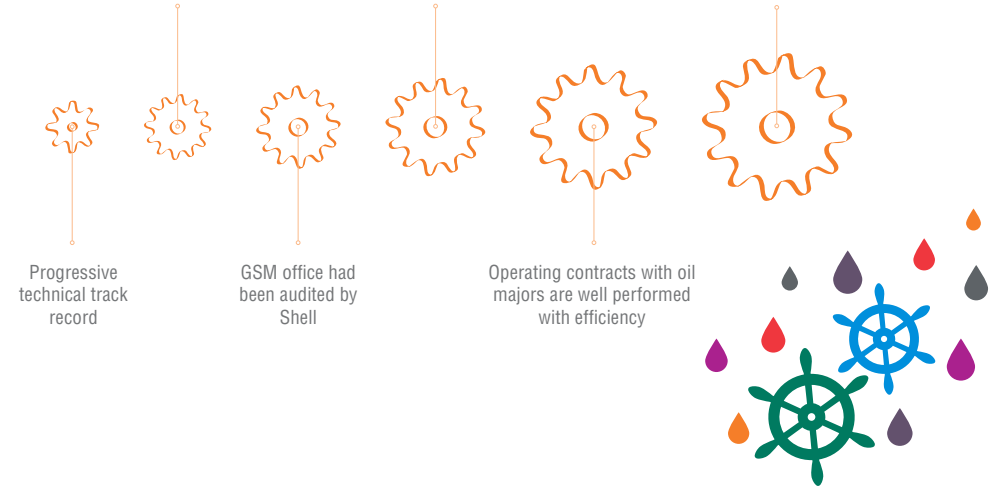 Progressive
technical track
record
GSM office had
been audited by
Shell
Operating contracts with oil
majors are well performed
with efficiency